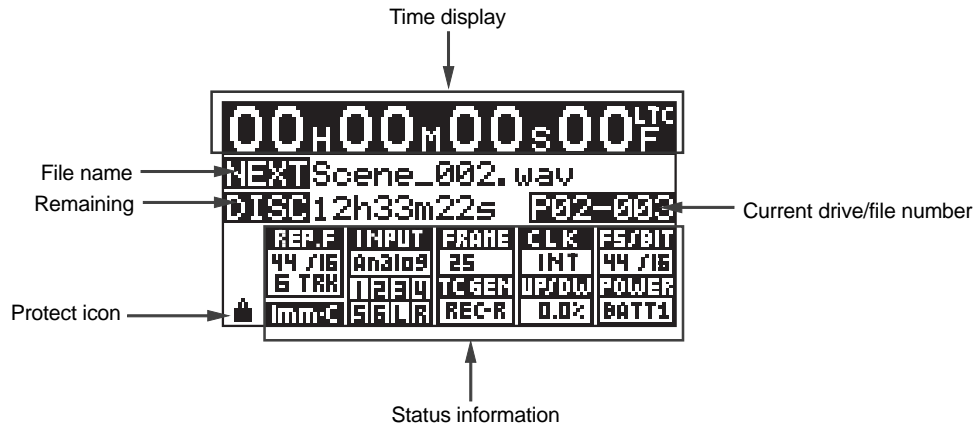 Time display
00H00M00S00F LTC
File name
NEXT Scene_002.wav
Remaining
DISC 12h33m22s P02-003
Current drive/file number
REP.F INPUT FRAME CLK FS/BIT
44/16 Analog 25 INT 44/16
6 TRK 1 2 3 4 TC GEN UP/DW POWER
Imm-C 5 6 L R REC-R 0.0% BATT1
Protect icon
Status information